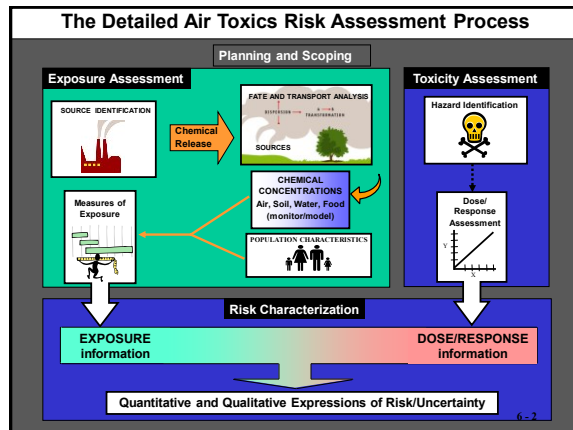 The Detailed Air Toxics Risk Assessment Process
Planning and Scoping
Exposure Assessment
Toxicity Assessment
SOURCE IDENTIFICATION
Chemical
Release
FATE AND TRANSPORT ANALYSIS
DISPERSION
A B
TRANSFORMATION
SOURCES
Hazard Identification
Measures of
Exposure
CHEMICAL
CONCENTRATIONS
Air, Soil, Water, Food
(monitor/model)
POPULATION CHARACTERISTICS
Dose/
Response
Assessment
Y
X
Risk Characterization
EXPOSURE
information
DOSE/RESPONSE
information
Quantitative and Qualitative Expressions of Risk/Uncertainty
6 - 2